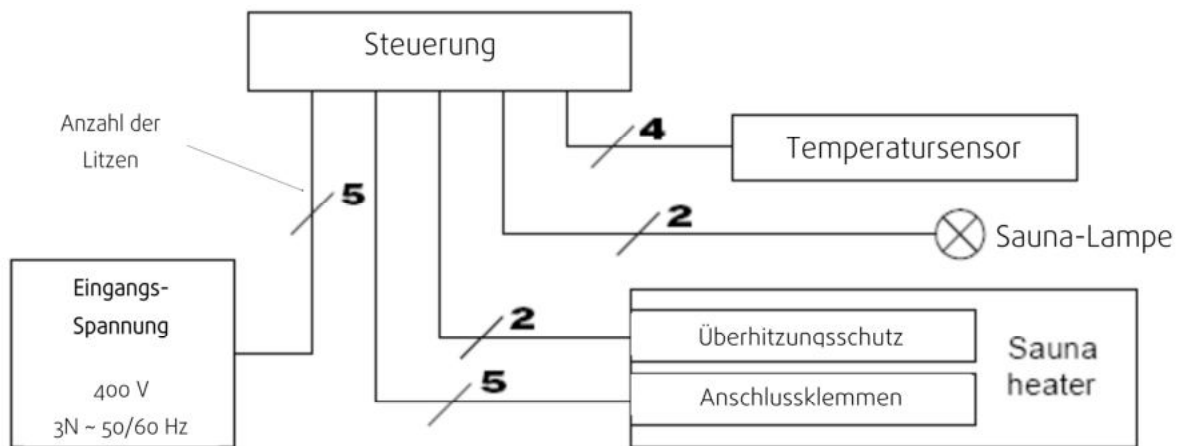 Steuerung
Anzahl der
Litzen
4
Temperatursensor
5
2
Sauna-Lampe
Eingangs-
Spannung
400 V
3N ~ 50/60 Hz
2
Überhitzungsschutz
5
Anschlussklemmen
Sauna
heater